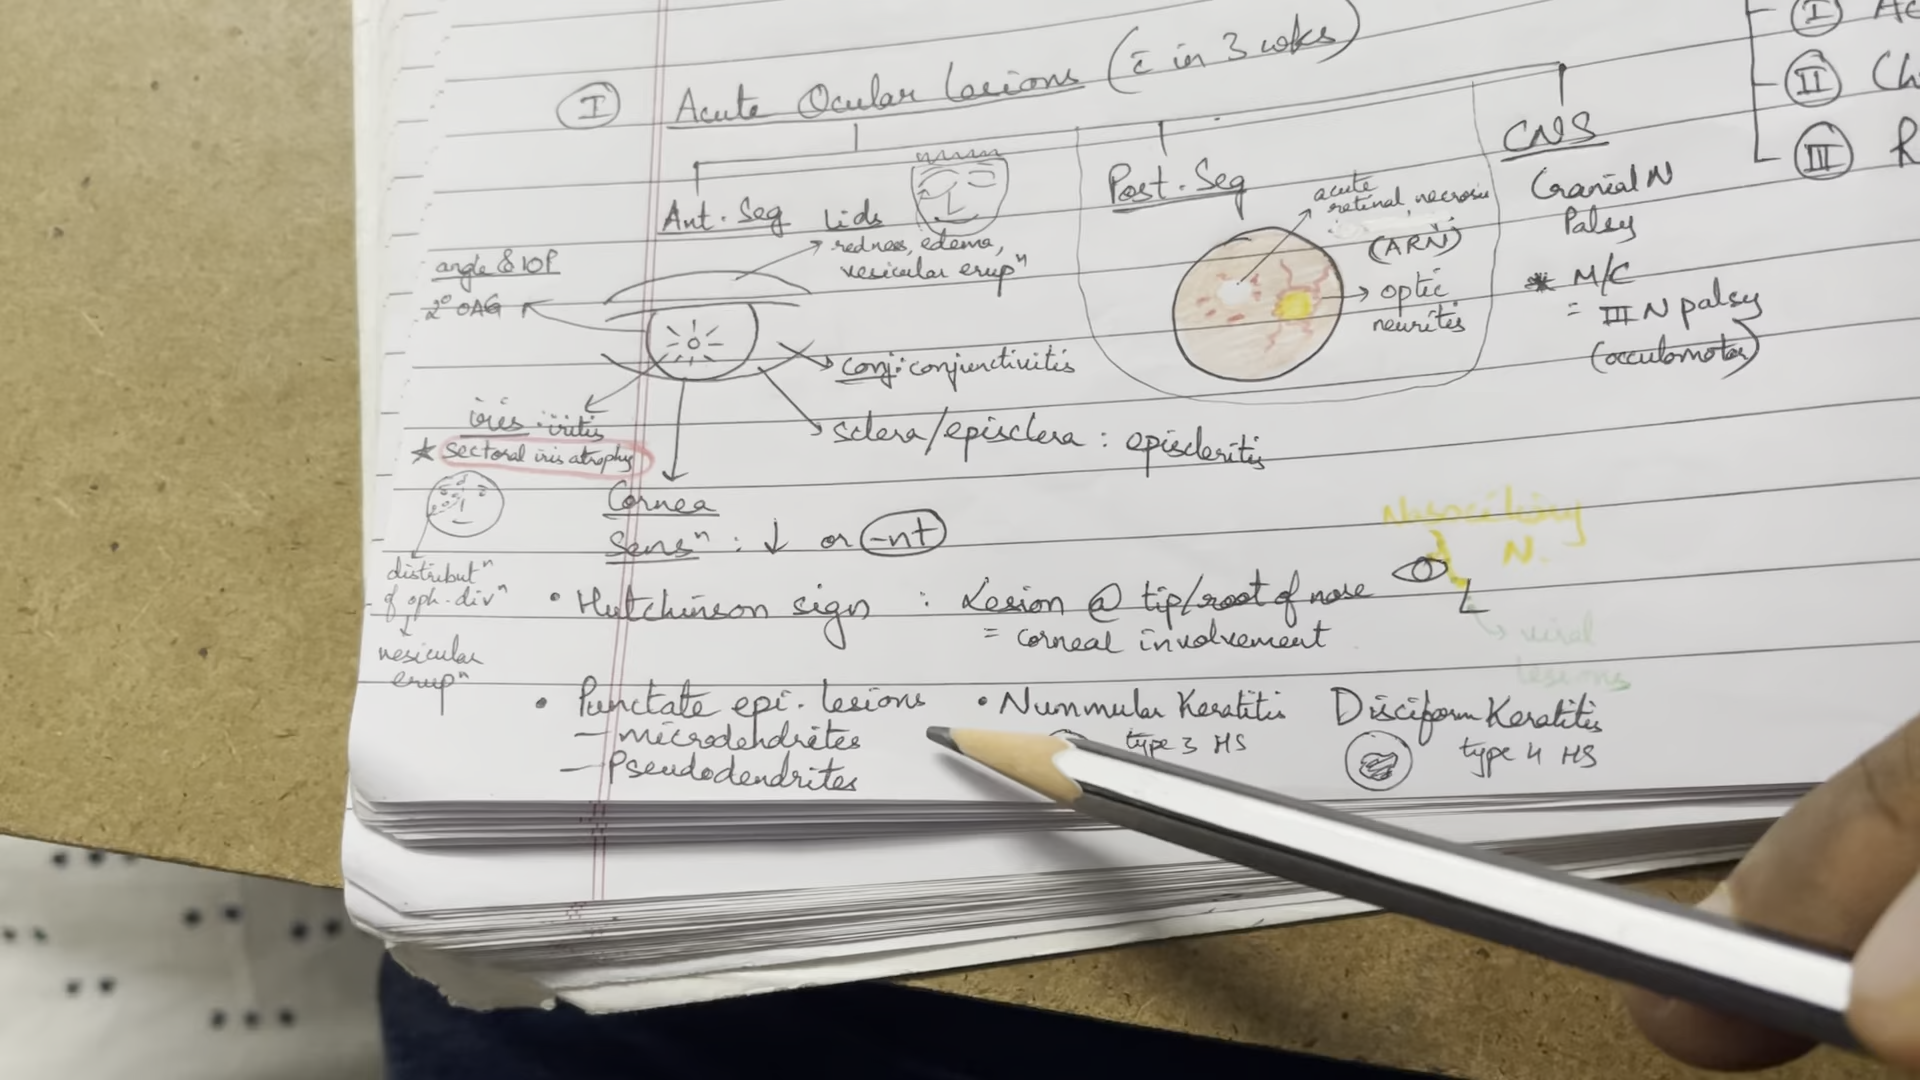 I Acute Ocular Lesions (c̄ in 3 wks)
Ant. Seg
Lids
redness, edema,
vesicular erupⁿ
angle & IOP
2° OAG
conj: conjunctivitis
sclera/episclera : episcleritis
iris : iritis
★ sectoral iris atrophy
distributⁿ
of oph. divⁿ
vesicular
erupⁿ
Cornea
Sensⁿ : ↓ or -nt
• Hutchinson sign : Lesion @ tip/root of nose
= corneal involvement
N.
viral
lesions
• Punctate epi. lesions
– microdendrites
– Pseudodendrites
• Nummular Keratitis
type 3 HS
Disciform Keratitis
type 4 HS
Post. Seg
acute
retinal necrosis
(ARN)
optic
neuritis
CNS
Cranial N
Palsy
* M/C
= III N palsy
(occulomotor)
I Ac
II Ch
III R